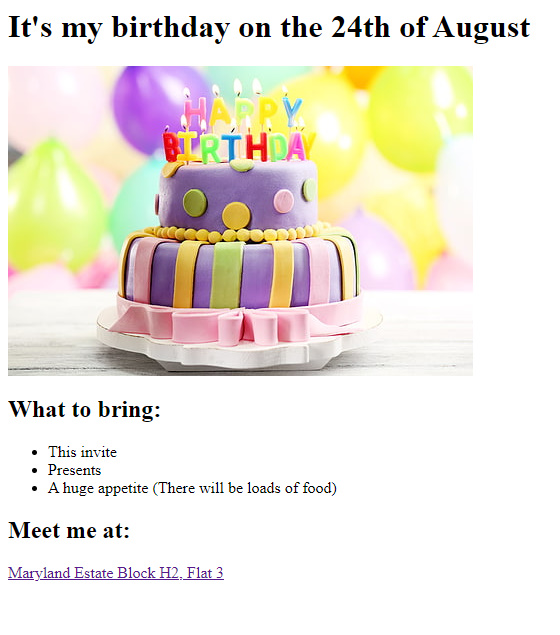 It's my birthday on the 24th of August
HAPPY
BIRTHDAY
What to bring:
This invite
Presents
A huge appetite (There will be loads of food)
Meet me at:
Maryland Estate Block H2, Flat 3